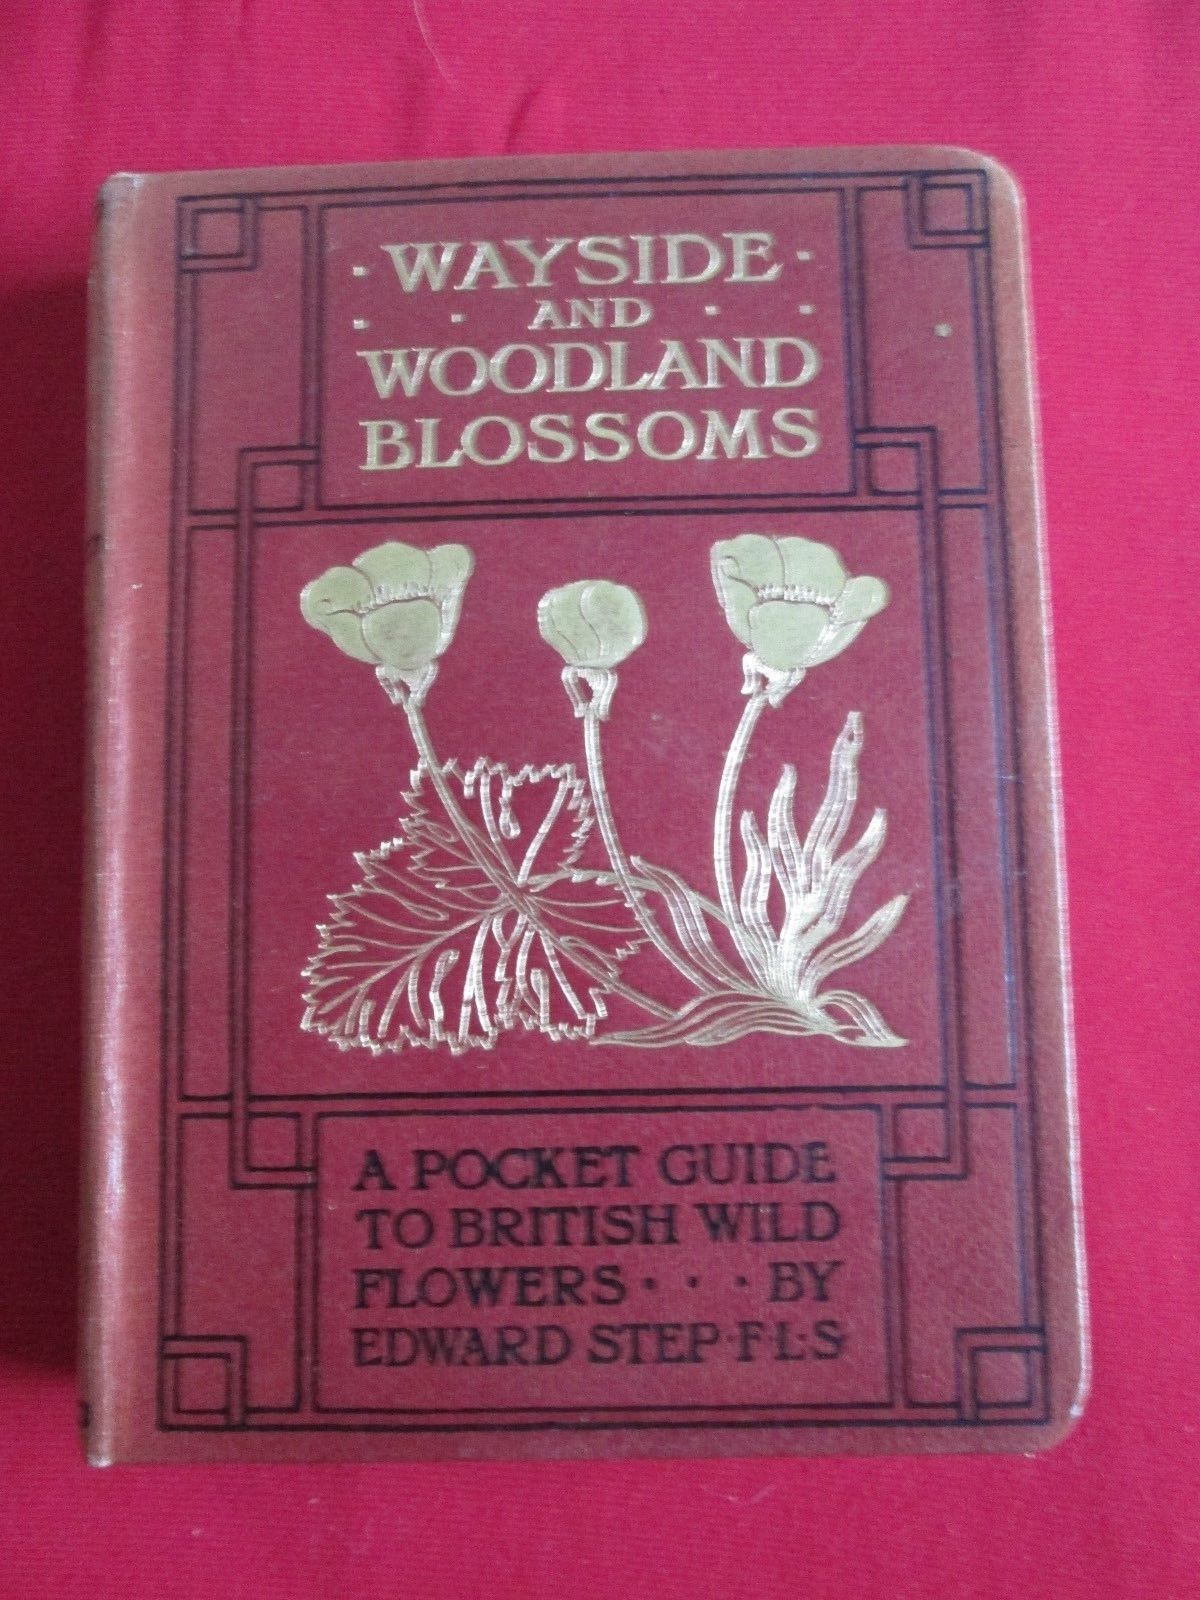 · WAYSIDE ·
· · AND · ·
WOODLAND
BLOSSOMS
A POCKET GUIDE
TO BRITISH WILD
FLOWERS · · · BY
EDWARD STEP·F·L·S